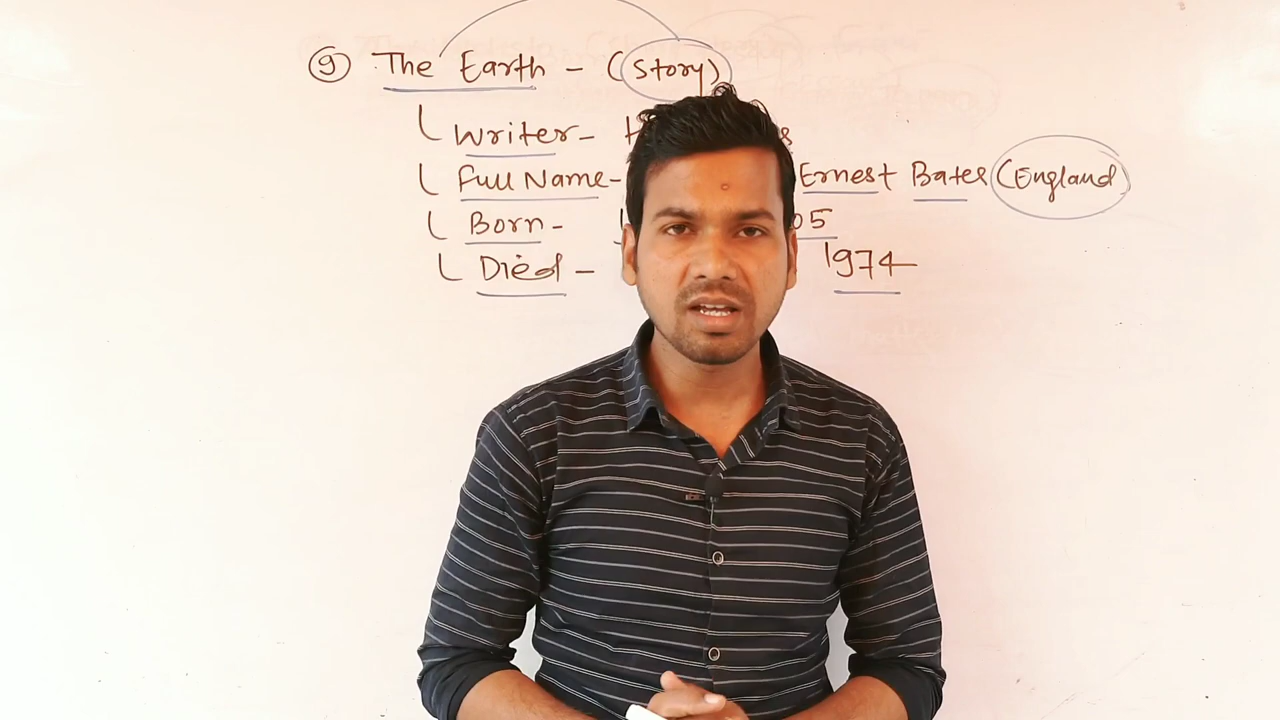 9 The Earth - (Story)
Writer-
Full Name- Ernest Bates (England)
Born- 05
Died - 1974